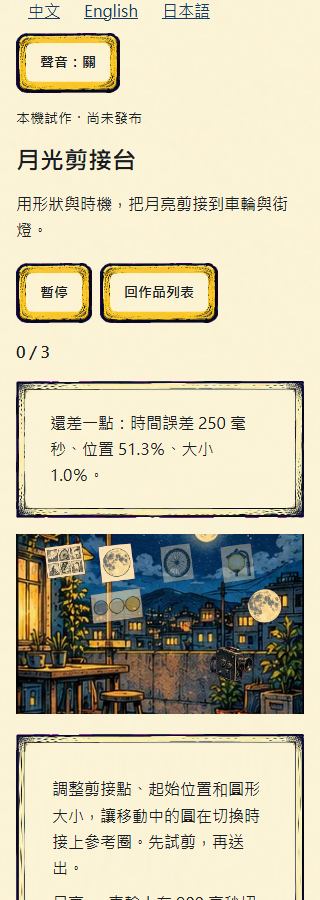 中文 English 日本語
聲音：關
本機試作・尚未發布
月光剪接台
用形狀與時機，把月亮剪接到車輪與街
燈。
暫停 回作品列表
0 / 3
還差一點：時間誤差 250 毫
秒、位置 51.3%、大小
1.0%。
調整剪接點、起始位置和圓形
大小，讓移動中的圓在切換時
接上參考圈。先試剪，再送
出。